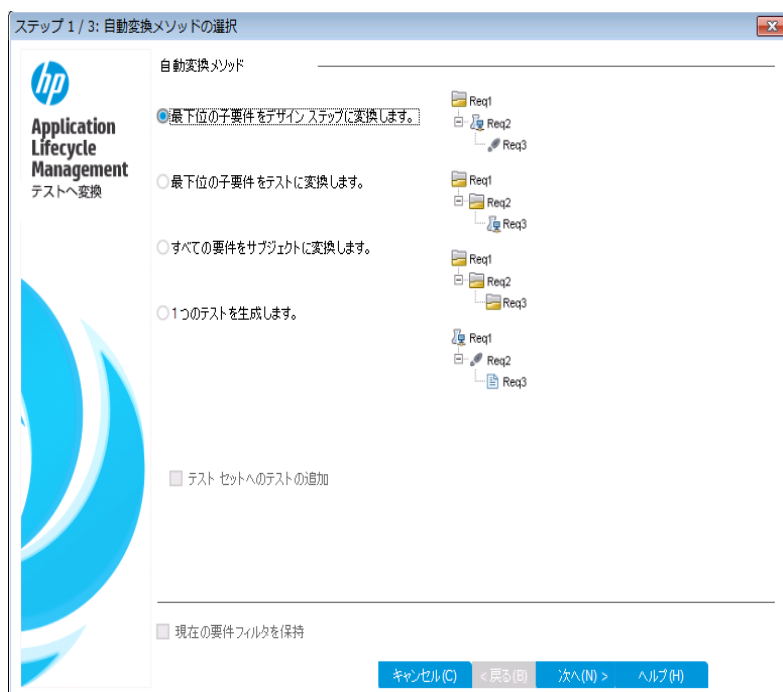 ステップ 1 / 3: 自動変換メソッドの選択
hp
Application
Lifecycle
Management
テストへ変換
自動変換メソッド
最下位の子要件をデザイン ステップに変換します。
Req1
Req2
Req3
最下位の子要件をテストに変換します。
Req1
Req2
Req3
すべての要件をサブジェクトに変換します。
Req1
Req2
Req3
1つのテストを生成します。
Req1
Req2
Req3
テスト セットへのテストの追加
現在の要件フィルタを保持
キャンセル(C)
< 戻る(B)
次へ(N) >
ヘルプ(H)